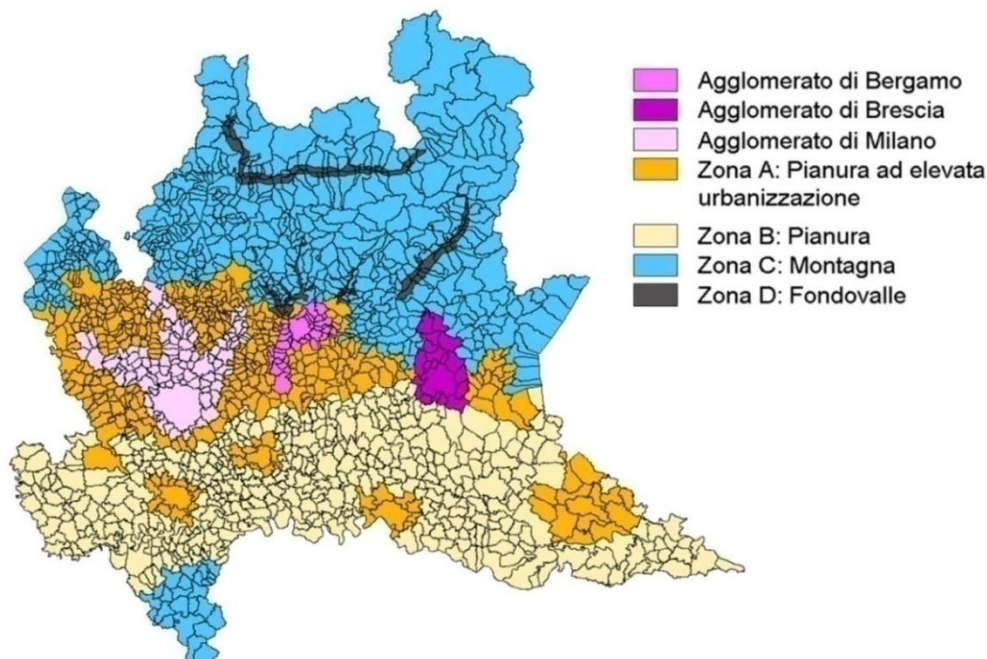 Agglomerato di Bergamo
Agglomerato di Brescia
Agglomerato di Milano
Zona A: Pianura ad elevata
urbanizzazione
Zona B: Pianura
Zona C: Montagna
Zona D: Fondovalle